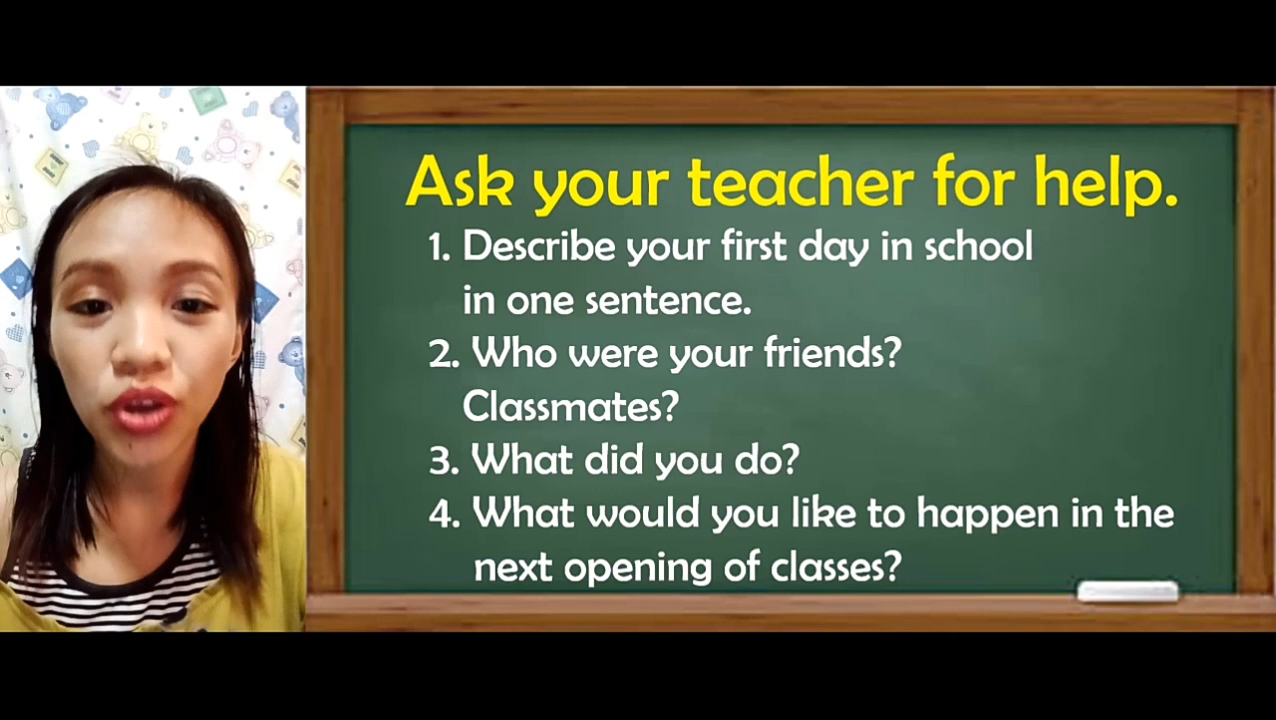 Ask your teacher for help.
1. Describe your first day in school
in one sentence.
2. Who were your friends?
Classmates?
3. What did you do?
4. What would you like to happen in the
next opening of classes?